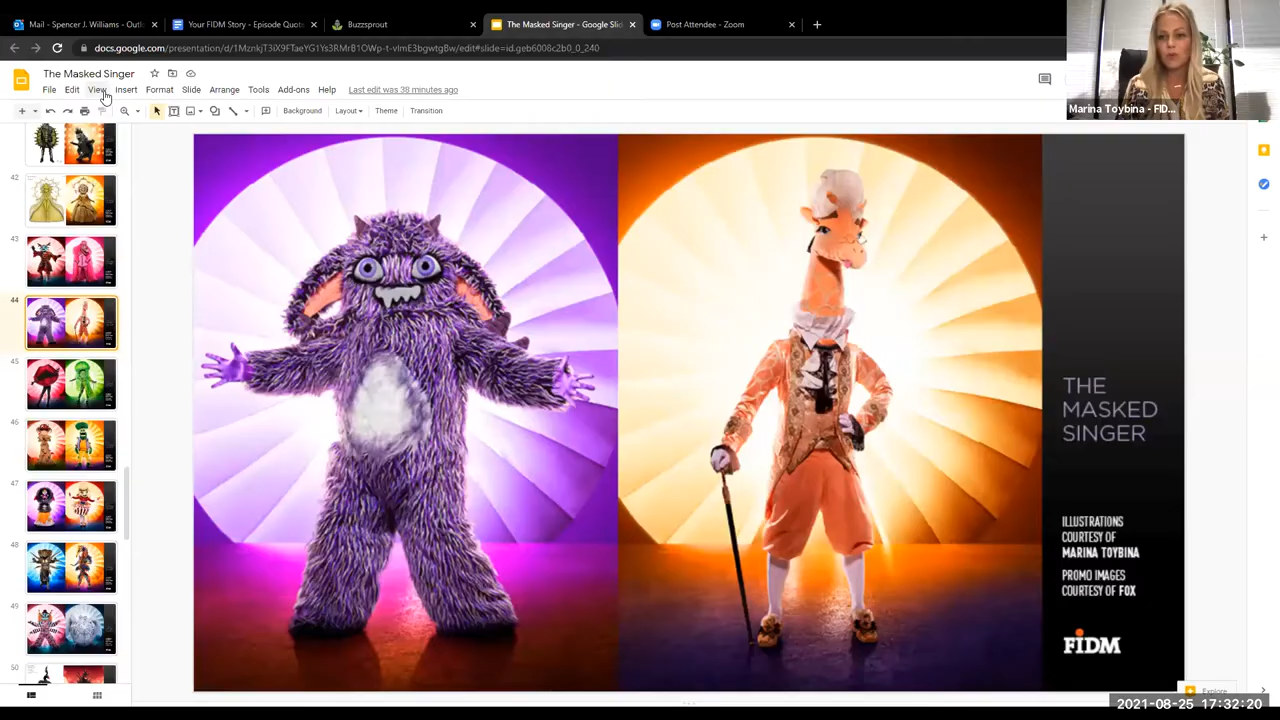 Mail - Spencer J. Williams - Outl
Your FIDM Story - Episode Quot
Buzzsprout
The Masked Singer - Google Slid
Post Attendee - Zoom
docs.google.com/presentation/d/1MznkjT3iX9FTaeYG1Ys3RMrB1OWp-t-vlmE3bgwtgBw/edit#slide=id.geb6008c2b0_0_240
The Masked Singer
File Edit View Insert Format Slide Arrange Tools Add-ons Help Last edit was 38 minutes ago
Background Layout Theme Transition
Marina Toybina - FID...
42
43
44
45
46
47
48
49
50
THE
MASKED
SINGER
ILLUSTRATIONS
COURTESY OF
MARINA TOYBINA
PROMO IMAGES
COURTESY OF FOX
FIDM
Explore
2021-08-25 17:32:20